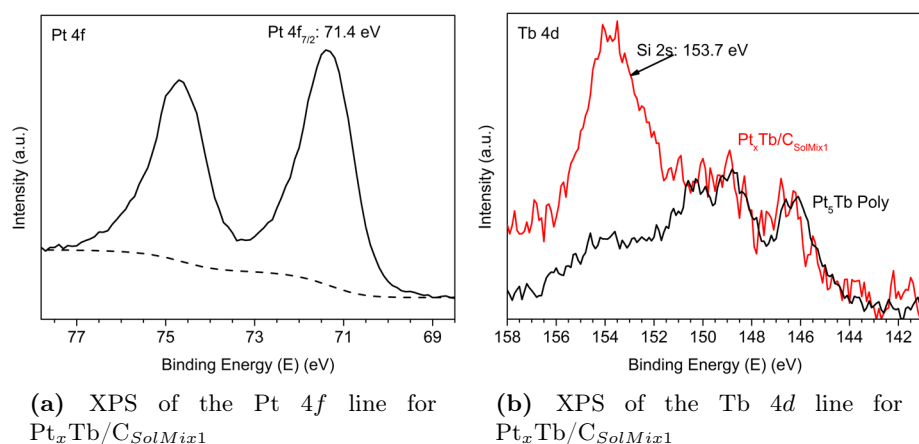 Pt 4f
Pt 4f7/2: 71.4 eV
Intensity (a.u.)
77 75 73 71 69
Binding Energy (E) (eV)
(a) XPS of the Pt 4f line for
PtxTb/CSolMix1
Tb 4d
Si 2s: 153.7 eV
PtxTb/CSolMix1
Pt5Tb Poly
Intensity (a.u.)
158 156 154 152 150 148 146 144 142
Binding Energy (E) (eV)
(b) XPS of the Tb 4d line for
PtxTb/CSolMix1